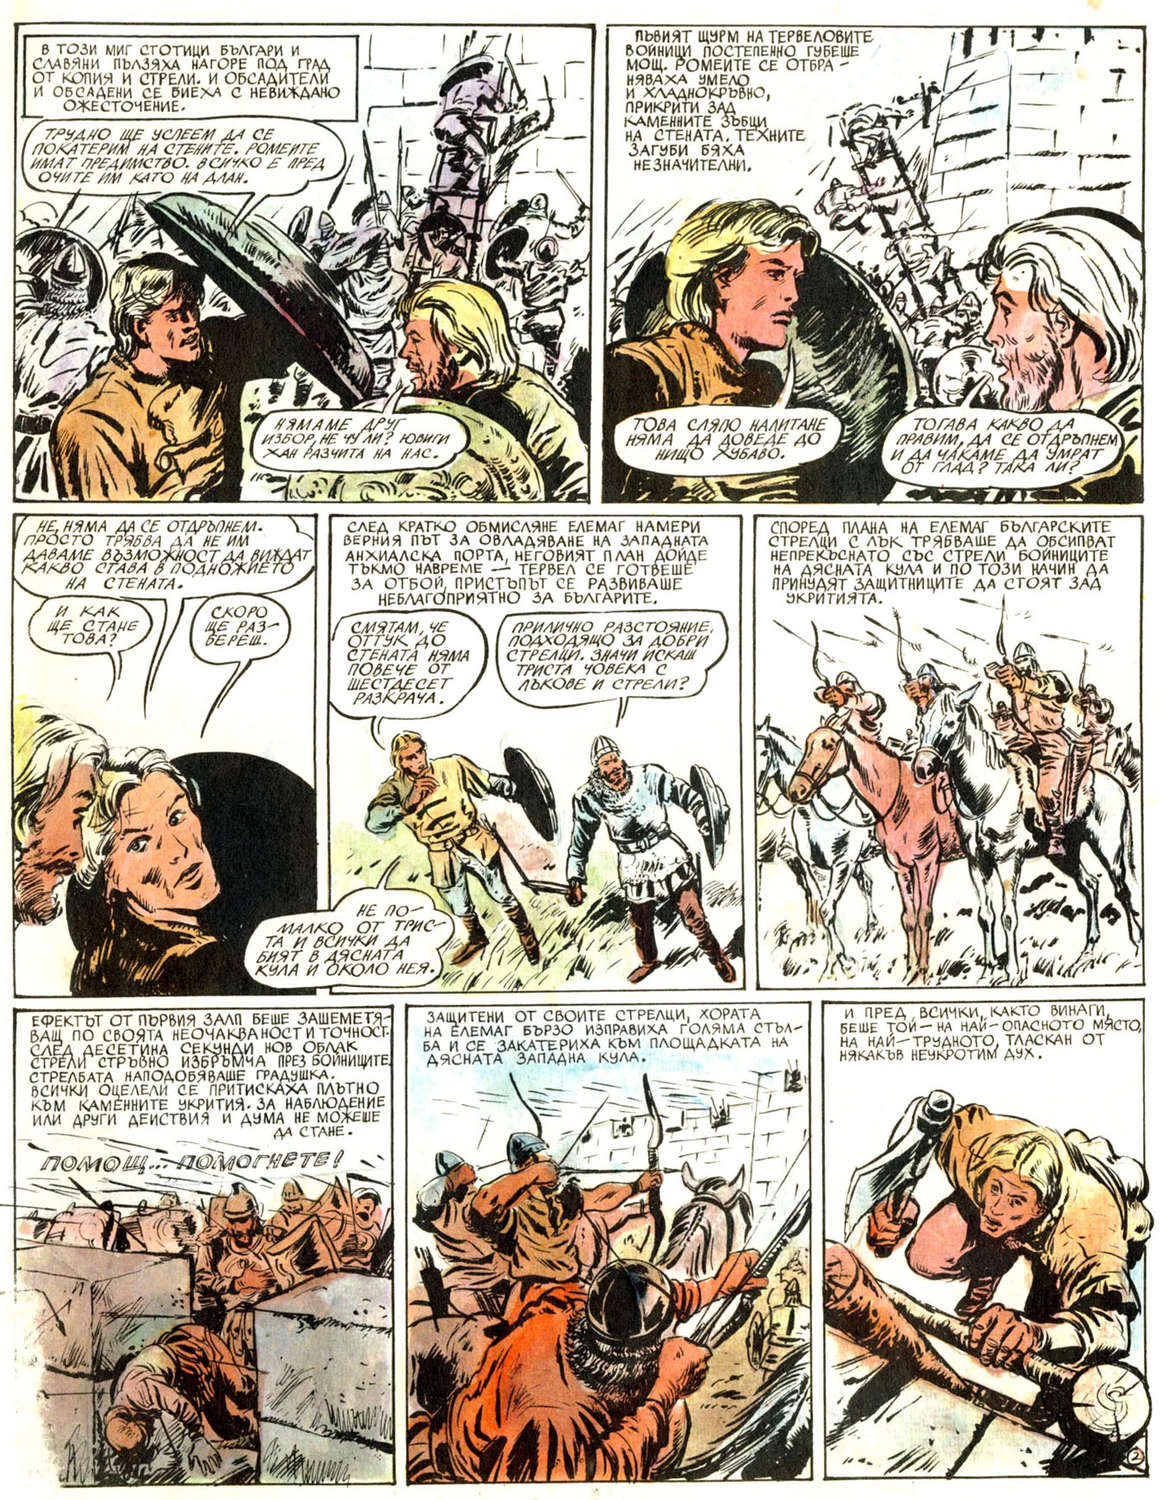 В ТОЗИ МИГ СТОТИЦИ БЪЛГАРИ И
СЛАВЯНИ ПЪЛЗЯХА НАГОРЕ ПОД ГРАД
ОТ КОПИЯ И СТРЕЛИ. И ОБСАДИТЕЛИ
И ОБСАДЕНИ СЕ БИЕХА С НЕВИЖДАНО
ОЖЕСТОЧЕНИЕ.
ТРУДНО ЩЕ УСПЕЕМ ДА СЕ
ПОКАТЕРИМ НА СТЕНИТЕ. РОМЕИТЕ
ИМАТ ПРЕДИМСТВО. ВСИЧКО Е ПРЕД
ОЧИТЕ ИМ КАТО НА ДЛАН.
НЯМАМЕ ДРУГ
ИЗБОР, НЕ ЧУ ЛИ? ЮВИГИ
ХАН РАЗЧИТА НА НАС.
ПЪВИЯТ ЩУРМ НА ТЕРВЕЛОВИТЕ
ВОЙНИЦИ ПОСТЕПЕННО ГУБЕШЕ
МОЩ. РОМЕИТЕ СЕ ОТБРА-
НЯВАХА УМЕЛО
И ХЛАДНОКРЪВНО,
ПРИКРИТИ ЗАД
КАМЕННИТЕ ЗЪБЦИ
НА СТЕНАТА. ТЕХНИТЕ
ЗАГУБИ БЯХА
НЕЗНАЧИТЕЛНИ.
ТОВА СЛЯПО НАЛИТАНЕ
НЯМА ДА ДОВЕДЕ ДО
НИЩО ХУБАВО.
ТОГАВА КАКВО ДА
ПРАВИМ, ДА СЕ ОТДРЪПНЕМ
И ДА ЧАКАМЕ ДА УМРАТ
ОТ ГЛАД? ТАКА ЛИ?
НЕ, НЯМА ДА СЕ ОТДРЪПНЕМ.
ПРОСТО ТРЯБВА ДА НЕ ИМ
ДАВАМЕ ВЪЗМОЖНОСТ ДА ВИЖДАТ
КАКВО СТАВА В ПОДНОЖИЕТО
НА СТЕНАТА.
И КАК
ЩЕ СТАНЕ
ТОВА?
СКОРО
ЩЕ РАЗ-
БЕРЕШ.
СЛЕД КРАТКО ОБМИСЛЯНЕ ЕЛЕМАГ НАМЕРИ
ВЕРНИЯ ПЪТ ЗА ОВЛАДЯВАНЕ НА ЗАПАДНАТА
АНХИАЛСКА ПОРТА, НЕГОВИЯТ ПЛАН ДОЙДЕ
ТЪКМО НАВРЕМЕ — ТЕРВЕЛ СЕ ГОТВЕШЕ
ЗА ОТБОЙ, ПРИСТЪПЪТ СЕ РАЗВИВАШЕ
НЕБЛАГОПРИЯТНО ЗА БЪЛГАРИТЕ.
СМЯТАМ, ЧЕ
ОТТУК ДО
СТЕНАТА НЯМА
ПОВЕЧЕ ОТ
ШЕСТДЕСЕТ
РАЗКРАЧА.
ПРИЛИЧНО РАЗСТОЯНИЕ,
ПОДХОДЯЩО ЗА ДОБРИ
СТРЕЛЦИ. ЗНАЧИ ИСКАШ
ТРИСТА ЧОВЕКА С
ЛЪКОВЕ И СТРЕЛИ?
НЕ ПО-
МАЛКО ОТ ТРИС-
ТА И ВСИЧКИ ДА
БИЯТ В ДЯСНАТА
КУЛА И ОКОЛО НЕЯ.
СПОРЕД ПЛАНА НА ЕЛЕМАГ БЪЛГАРСКИТЕ
СТРЕЛЦИ С ЛЪК ТРЯБВАШЕ ДА ОБСИПВАТ
НЕПРЕКЪСНАТО СЪС СТРЕЛИ БОЙНИЦИТЕ
НА ДЯСНАТА КУЛА И ПО ТОЗИ НАЧИН ДА
ПРИНУДЯТ ЗАЩИТНИЦИТЕ ДА СТОЯТ ЗАД
УКРИТИЯТА.
ЕФЕКТЪТ ОТ ПЪРВИЯ ЗАЛП БЕШЕ ЗАШЕМЕТЯ-
ВАЩ ПО СВОЯТА НЕОЧАКВАНОСТ И ТОЧНОСТ.
СЛЕД ДЕСЕТИНА СЕКУНДИ НОВ ОБЛАК
СТРЕЛИ СТРЪВНО ИЗБРЪМЧА ПРЕЗ БОЙНИЦИТЕ.
СТРЕЛБАТА НАПОДОБЯВАШЕ ГРАДУШКА.
ВСИЧКИ ОЦЕЛЕЛИ СЕ ПРИТИСКАХА ПЛЪТНО
КЪМ КАМЕННИТЕ УКРИТИЯ. ЗА НАБЛЮДЕНИЕ
ИЛИ ДРУГИ ДЕЙСТВИЯ И ДУМА НЕ МОЖЕШЕ
ДА СТАНЕ.
ПОМОЩ... ПОМОГНЕТЕ!
ЗАЩИТЕНИ ОТ СВОИТЕ СТРЕЛЦИ, ХОРАТА
НА ЕЛЕМАГ БЪРЗО ИЗПРАВИХА ГОЛЯМА СТЪЛ-
БА И СЕ ЗАКАТЕРИХА КЪМ ПЛОЩАДКАТА НА
ДЯСНАТА ЗАПАДНА КУЛА.
И ПРЕД ВСИЧКИ, КАКТО ВИНАГИ,
БЕШЕ ТОЙ — НА НАЙ-ОПАСНОТО МЯСТО,
НА НАЙ-ТРУДНОТО, ТЛАСКАН ОТ
НЯКАКЪВ НЕУКРОТИМ ДУХ.
2